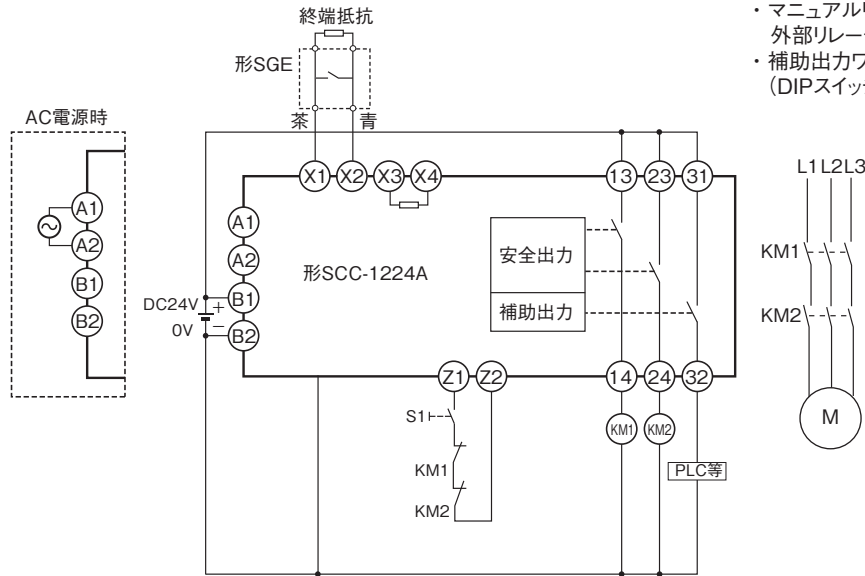 終端抵抗
形SGE
茶
青
・マニュアルリ
外部リレー
・補助出力ワ
(DIPスイッチ
AC電源時
A1
A2
B1
B2
X1
X2
X3
X4
13
23
31
A1
A2
B1
B2
形SCC-1224A
安全出力
補助出力
DC24V
+
0V
−
Z1
Z2
14
24
32
S1
KM1
KM2
KM1
KM2
PLC等
L1 L2 L3
KM1
KM2
M